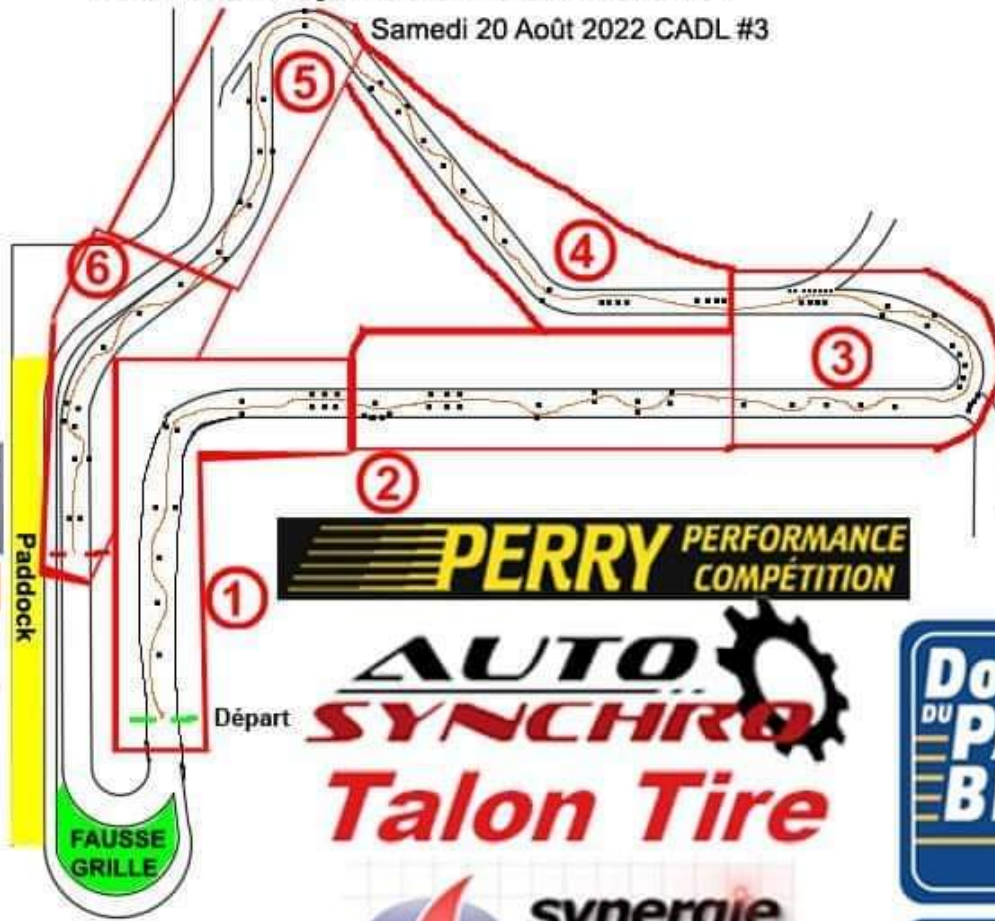 Samedi 20 Août 2022 CADL #3
5
4
6
3
2
Paddock
1
PERRY PERFORMANCE COMPÉTITION
Départ
AUTO
SYNCHRO
Talon Tire
DU
FAUSSE
GRILLE
synergie